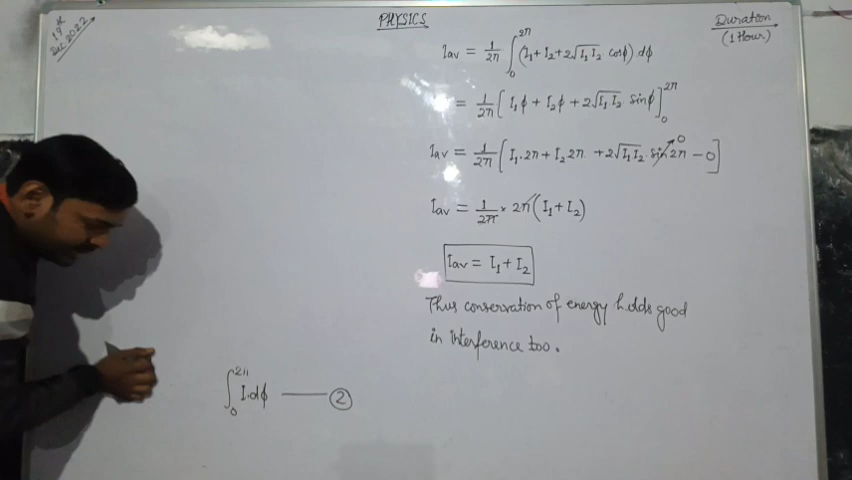 19th Dec 2022
PHYSICS
Duration
(1 Hour)
Iav = 1/2π ∫₀^2π (I₁ + I₂ + 2√I₁I₂ cosϕ).dϕ
= 1/2π [I₁ϕ + I₂ϕ + 2√I₁I₂ sinϕ]₀^2π
Iav = 1/2π [I₁.2π + I₂2π + 2√I₁I₂.sin2π⁰ - 0]
Iav = 1/2π × 2π(I₁ + I₂)
Iav = I₁ + I₂
Thus conservation of energy holds good
in interference too.
∫₀^2π I.dϕ —— ②